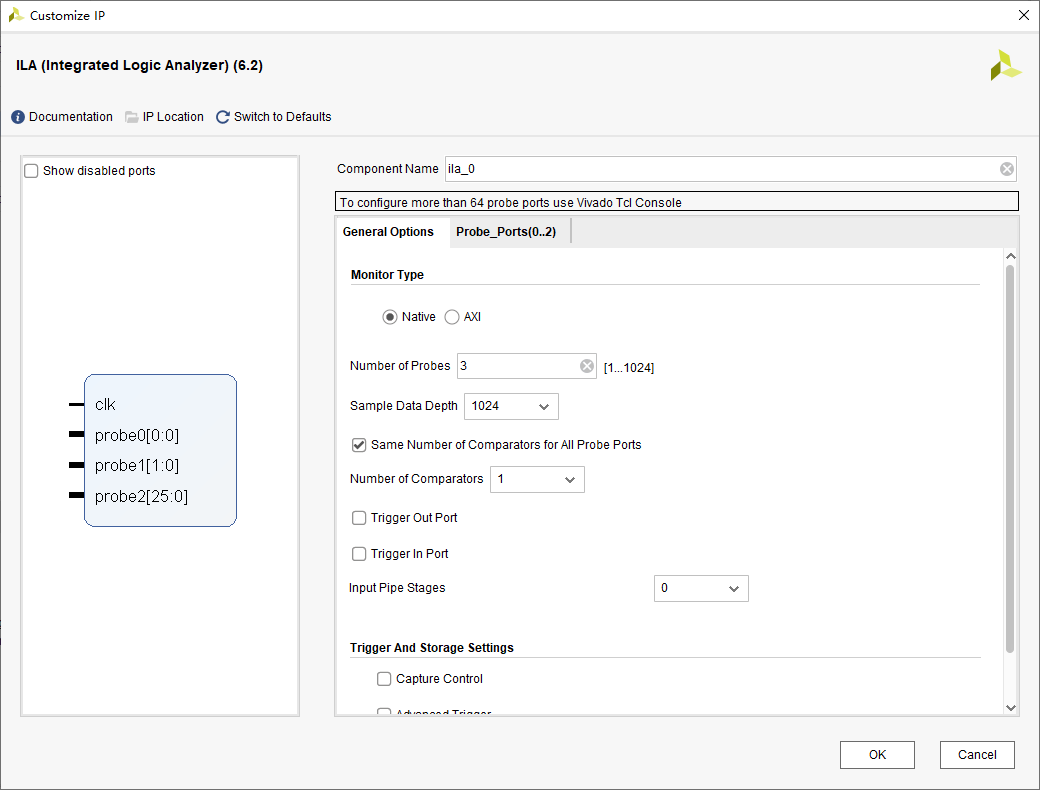 Customize IP
ILA (Integrated Logic Analyzer) (6.2)
Documentation IP Location Switch to Defaults
Show disabled ports
clk
probe0[0:0]
probe1[1:0]
probe2[25:0]
Component Name ila_0
To configure more than 64 probe ports use Vivado Tcl Console
General Options Probe_Ports(0..2)
Monitor Type
Native AXI
Number of Probes 3 [1...1024]
Sample Data Depth 1024
Same Number of Comparators for All Probe Ports
Number of Comparators 1
Trigger Out Port
Trigger In Port
Input Pipe Stages 0
Trigger And Storage Settings
Capture Control
Advanced Trigger
OK Cancel